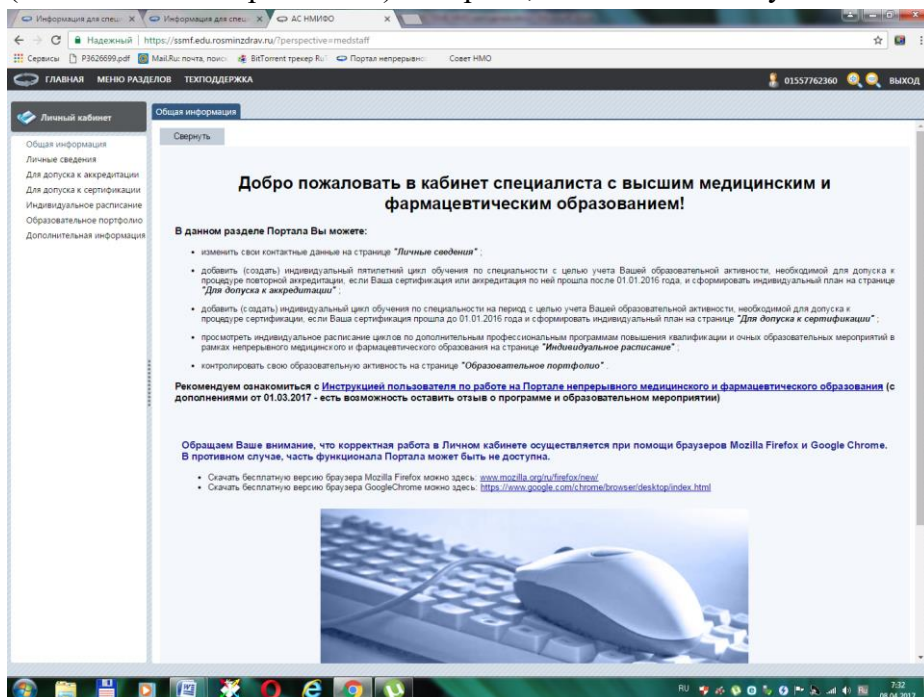 Информация для спец
Информация для спец
АС НМИФО
Надежный
https://ssmf.edu.rosminzdrav.ru/?perspective=medstaff
Сервисы
P3626699.pdf
Mail.Ru: почта, поиск
BitTorrent трекер Ru
Портал непрерывно
Совет НМО
ГЛАВНАЯ МЕНЮ РАЗДЕЛОВ ТЕХПОДДЕРЖКА
01557762360
ВЫХОД
Личный кабинет
Общая информация
Личные сведения
Для допуска к аккредитации
Для допуска к сертификации
Индивидуальное расписание
Образовательное портфолио
Дополнительная информация
Общая информация
Свернуть
Добро пожаловать в кабинет специалиста с высшим медицинским и
фармацевтическим образованием!
В данном разделе Портала Вы можете:
• изменить свои контактные данные на странице "Личные сведения" ;
• добавить (создать) индивидуальный пятилетний цикл обучения по специальности с целью учета Вашей образовательной активности, необходимой для допуска к
процедуре повторной аккредитации, если Ваша сертификация или аккредитация по ней прошла после 01.01.2016 года, и сформировать индивидуальный план на странице
"Для допуска к аккредитации" ;
• добавить (создать) индивидуальный цикл обучения по специальности на период с целью учета Вашей образовательной активности, необходимой для допуска к
процедуре сертификации, если Ваша сертификация прошла до 01.01.2016 года и сформировать индивидуальный план на странице "Для допуска к сертификации" ;
• просмотреть индивидуальное расписание циклов по дополнительным профессиональным программам повышения квалификации и очных образовательных мероприятий в
рамках непрерывного медицинского и фармацевтического образования на странице "Индивидуальное расписание" ;
• контролировать свою образовательную активность на странице "Образовательное портфолио" .
Рекомендуем ознакомиться с Инструкцией пользователя по работе на Портале непрерывного медицинского и фармацевтического образования (с
дополнениями от 01.03.2017 - есть возможность оставить отзыв о программе и образовательном мероприятии)
Обращаем Ваше внимание, что корректная работа в Личном кабинете осуществляется при помощи браузеров Mozilla Firefox и Google Chrome.
В противном случае, часть функционала Портала может быть не доступна.
• Скачать бесплатную версию браузера Mozilla Firefox можно здесь: www.mozilla.org/ru/firefox/new/
• Скачать бесплатную версию браузера GoogleChrome можно здесь: https://www.google.com/chrome/browser/desktop/index.html
RU
7:32
08.04.2017